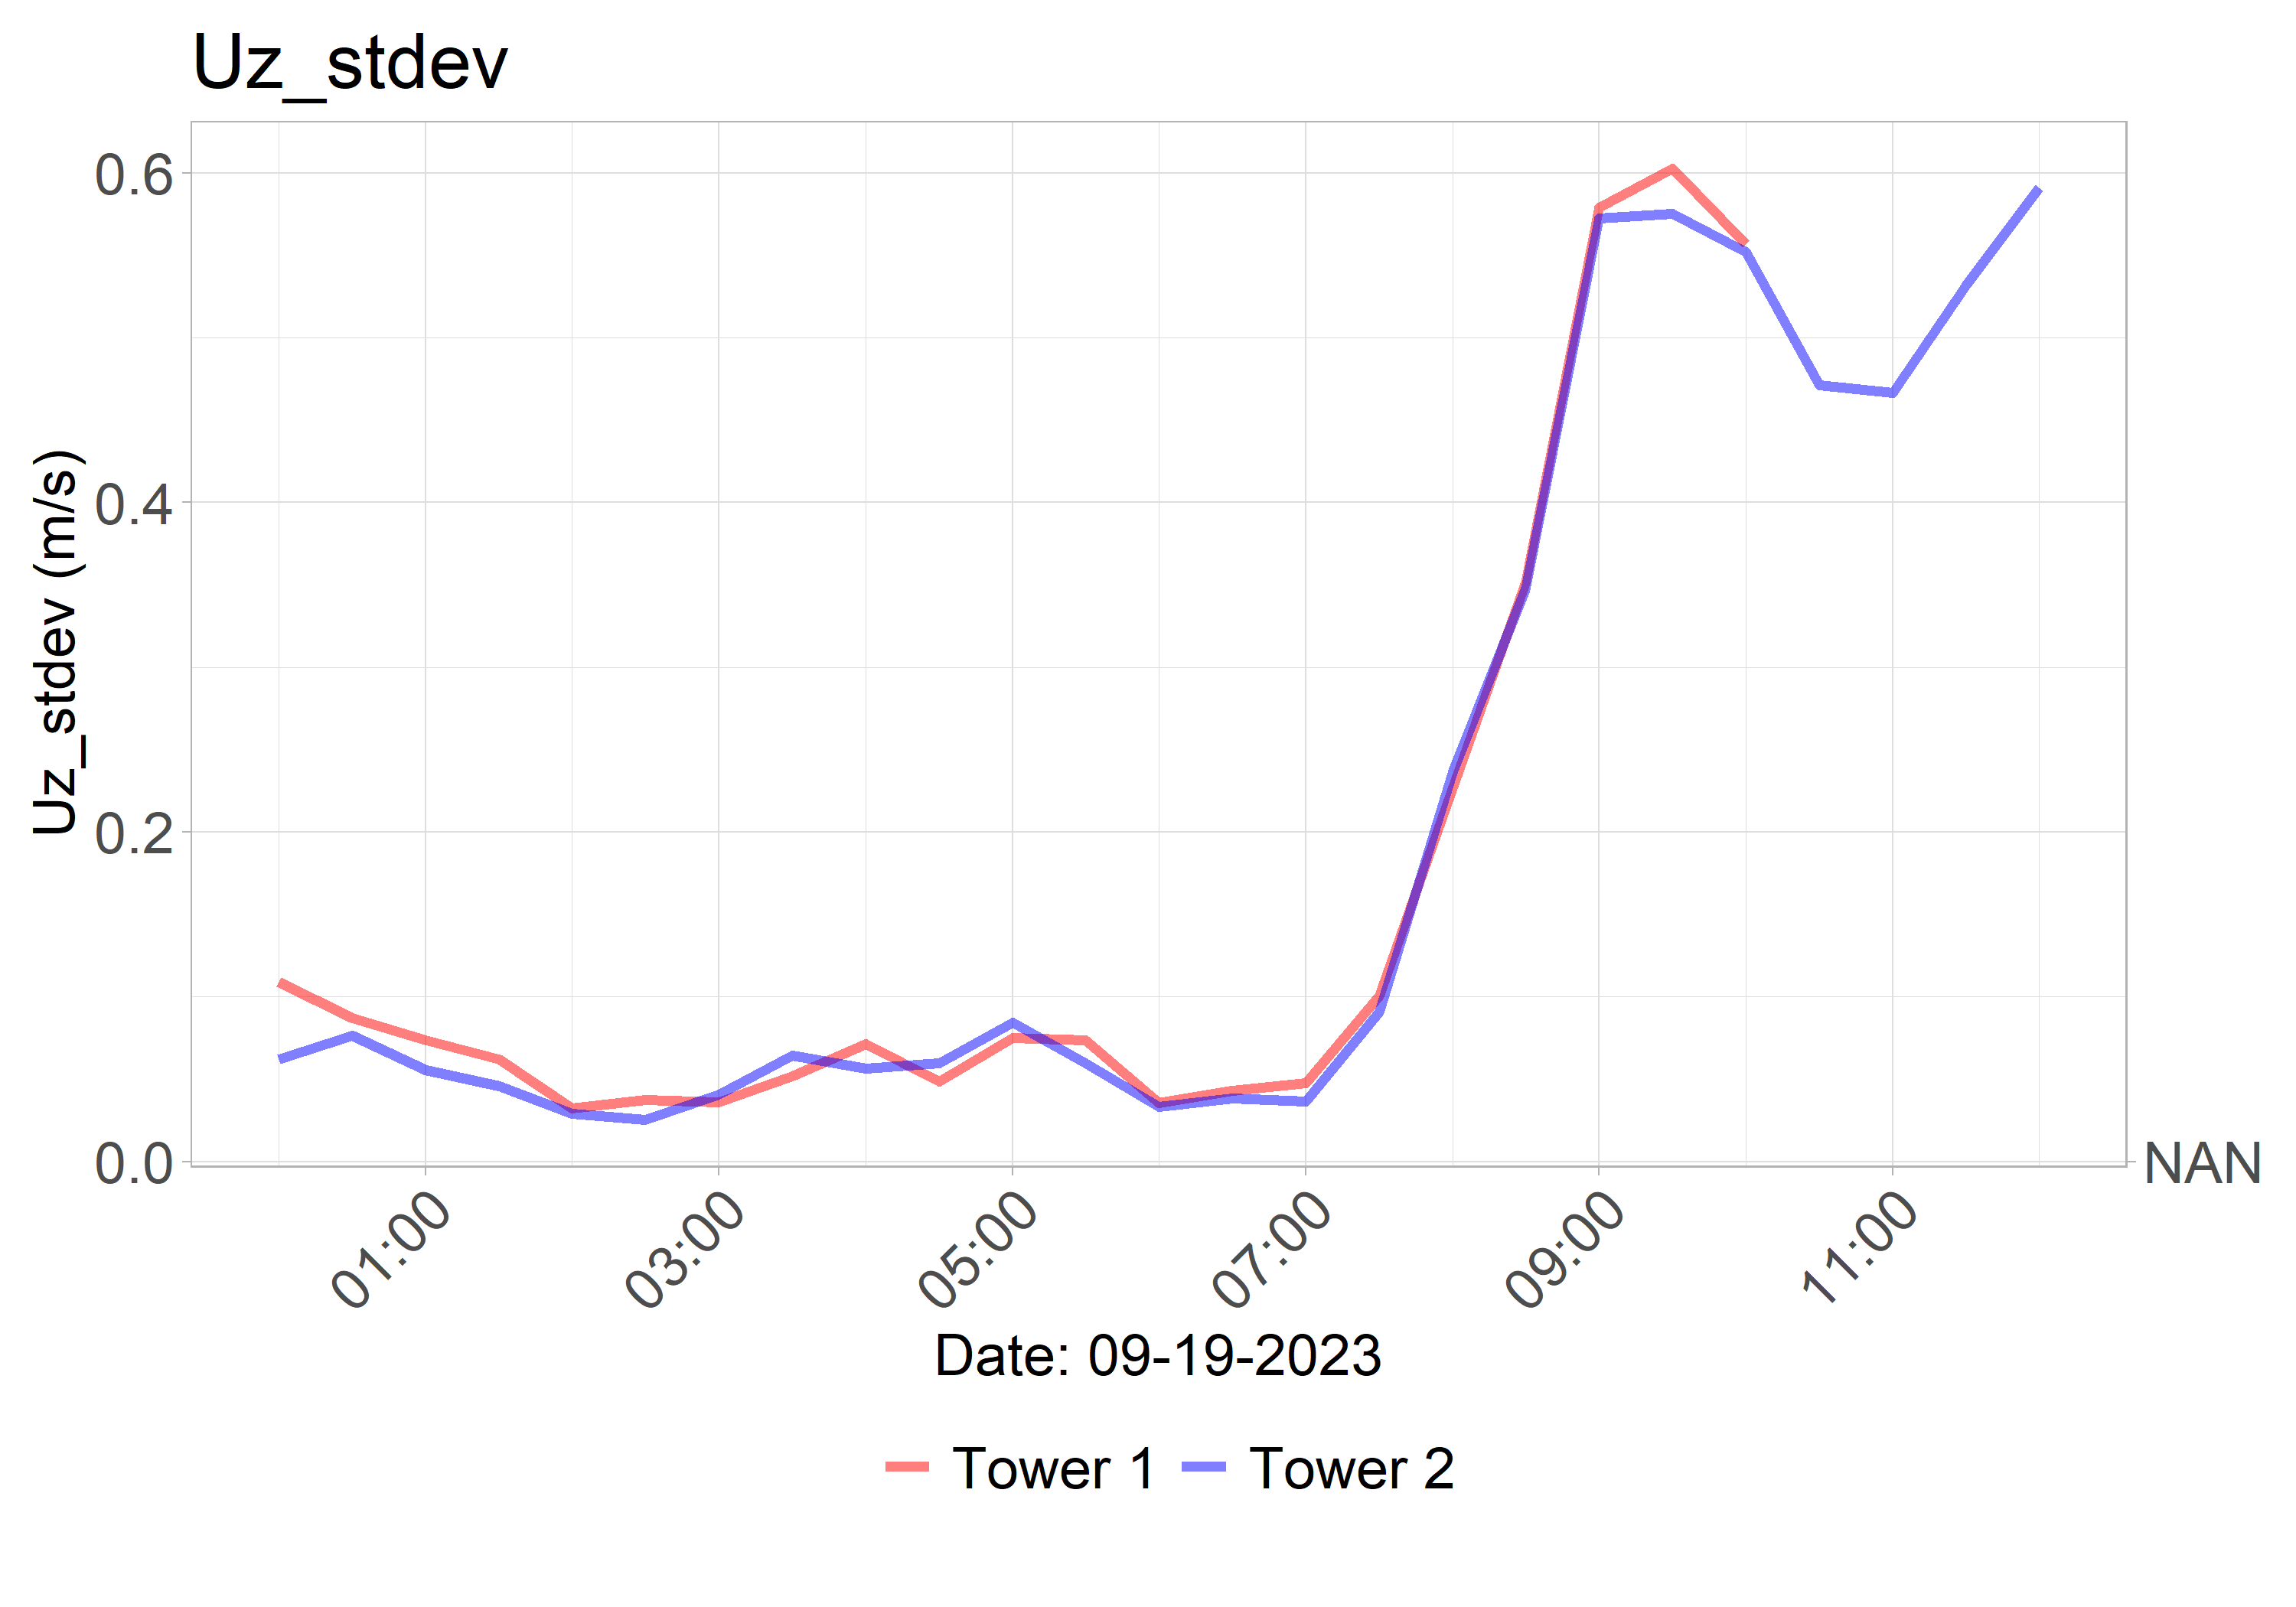 Uz_stdev
Uz_stdev (m/s)
0.6
0.4
0.2
0.0
NAN
01:00 03:00 05:00 07:00 09:00 11:00
Date: 09-19-2023
Tower 1 Tower 2